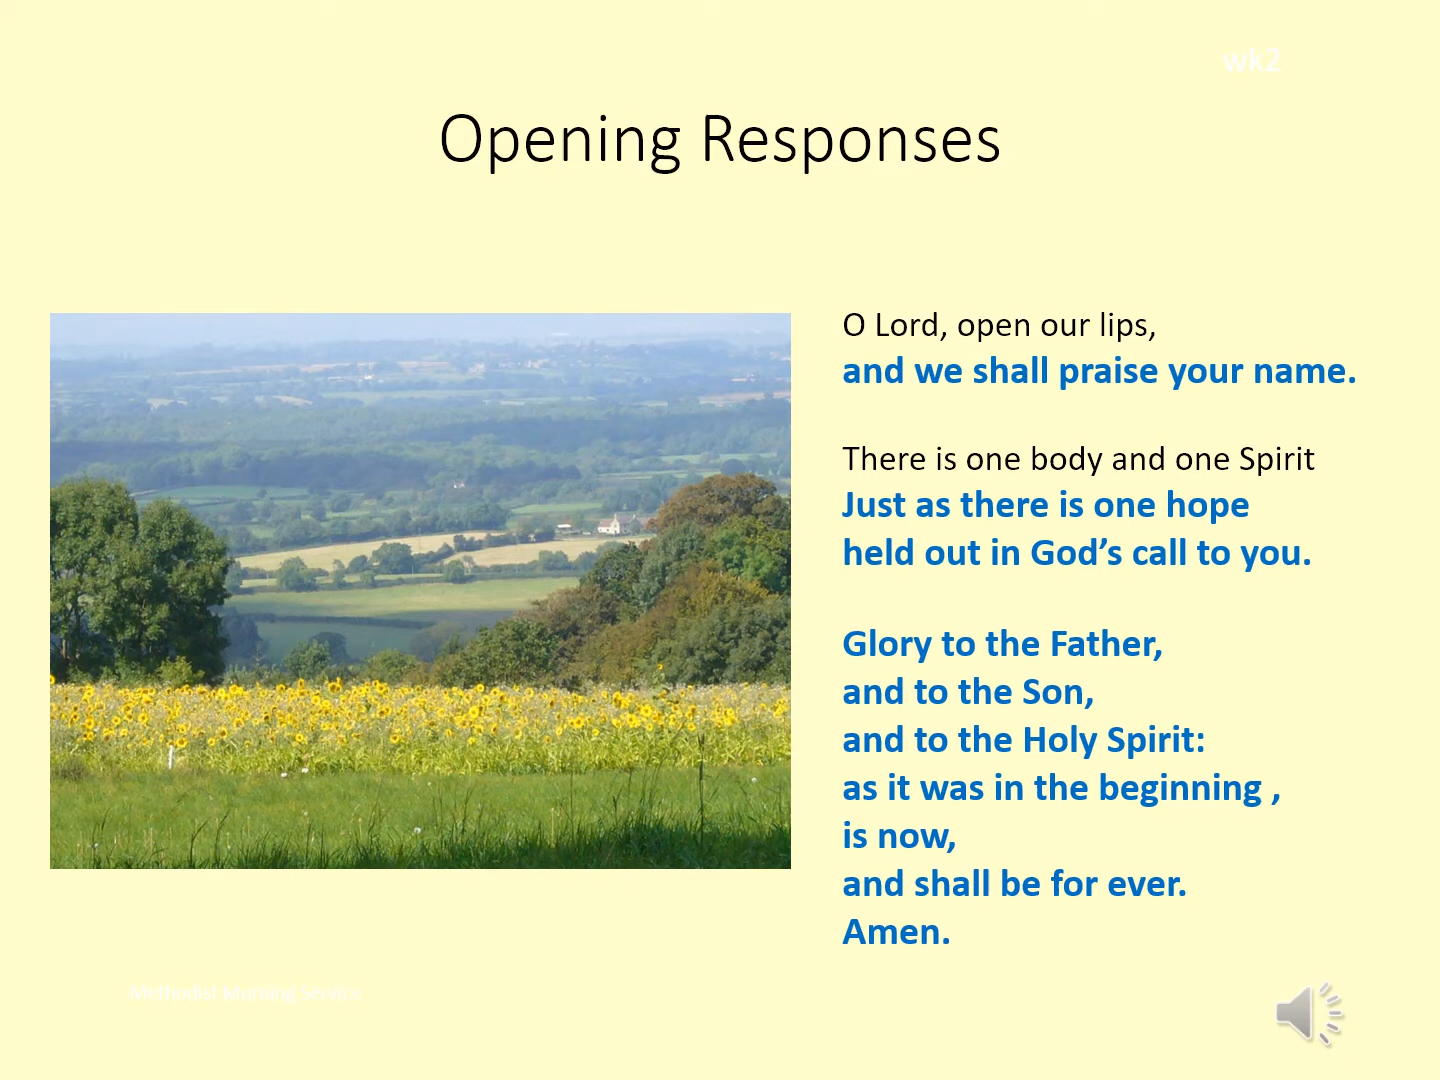 wk2
Opening Responses
O Lord, open our lips,
and we shall praise your name.
There is one body and one Spirit
Just as there is one hope
held out in God’s call to you.
Glory to the Father,
and to the Son,
and to the Holy Spirit:
as it was in the beginning ,
is now,
and shall be for ever.
Amen.
Methodist Morning Service